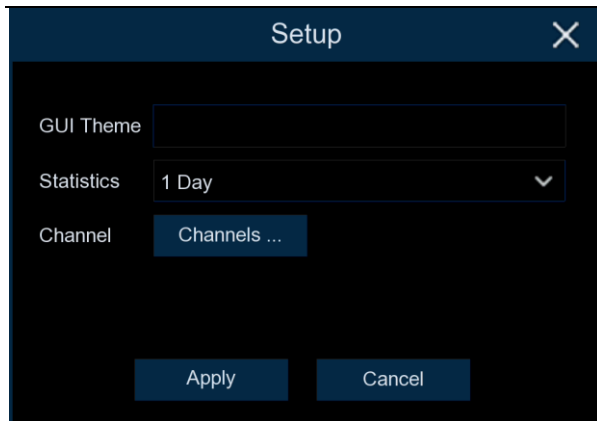 Setup
GUI Theme
Statistics 1 Day
Channel Channels ...
Apply Cancel